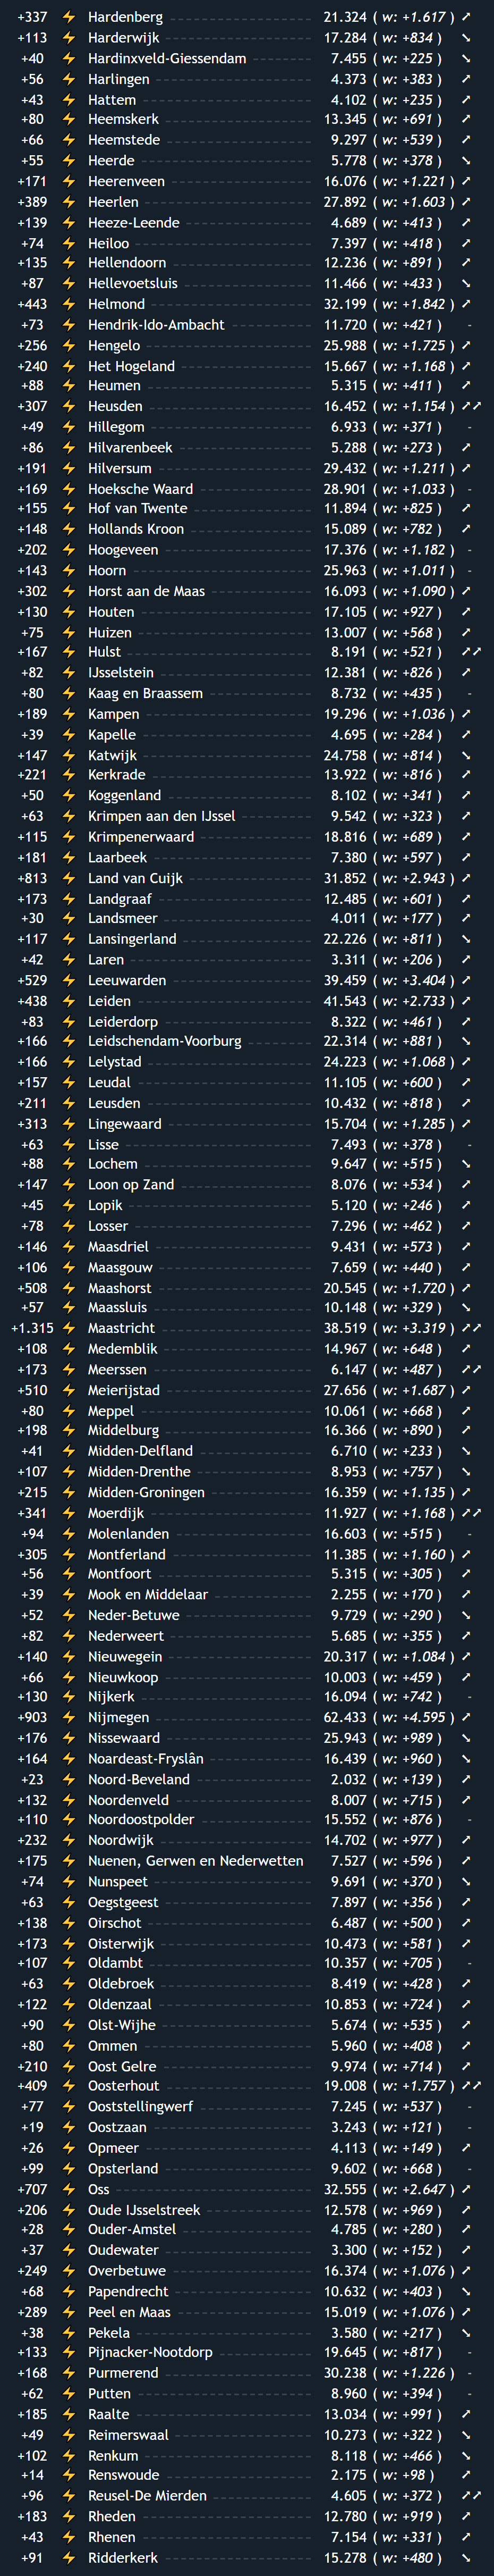 +337 ⚡ Hardenberg 21.324 ( w: +1.617 ) ➚
+113 ⚡ Harderwijk 17.284 ( w: +834 ) ➘
+40 ⚡ Hardinxveld-Giessendam 7.455 ( w: +225 ) ➘
+56 ⚡ Harlingen 4.373 ( w: +383 ) ➚
+43 ⚡ Hattem 4.102 ( w: +235 ) ➚
+80 ⚡ Heemskerk 13.345 ( w: +691 ) ➚
+66 ⚡ Heemstede 9.297 ( w: +539 ) ➚
+55 ⚡ Heerde 5.778 ( w: +378 ) ➘
+171 ⚡ Heerenveen 16.076 ( w: +1.221 ) ➚
+389 ⚡ Heerlen 27.892 ( w: +1.603 ) ➚
+139 ⚡ Heeze-Leende 4.689 ( w: +413 ) ➚
+74 ⚡ Heiloo 7.397 ( w: +418 ) ➚
+135 ⚡ Hellendoorn 12.236 ( w: +891 ) ➚
+87 ⚡ Hellevoetsluis 11.466 ( w: +433 ) ➘
+443 ⚡ Helmond 32.199 ( w: +1.842 ) ➚
+73 ⚡ Hendrik-Ido-Ambacht 11.720 ( w: +421 ) -
+256 ⚡ Hengelo 25.988 ( w: +1.725 ) ➚
+240 ⚡ Het Hogeland 15.667 ( w: +1.168 ) ➚
+88 ⚡ Heumen 5.315 ( w: +411 ) ➚
+307 ⚡ Heusden 16.452 ( w: +1.154 ) ➚➚
+49 ⚡ Hillegom 6.933 ( w: +371 ) -
+86 ⚡ Hilvarenbeek 5.288 ( w: +273 ) ➚
+191 ⚡ Hilversum 29.432 ( w: +1.211 ) ➚
+169 ⚡ Hoeksche Waard 28.901 ( w: +1.033 ) -
+155 ⚡ Hof van Twente 11.894 ( w: +825 ) ➚
+148 ⚡ Hollands Kroon 15.089 ( w: +782 ) ➚
+202 ⚡ Hoogeveen 17.376 ( w: +1.182 ) -
+143 ⚡ Hoorn 25.963 ( w: +1.011 ) -
+302 ⚡ Horst aan de Maas 16.093 ( w: +1.090 ) ➚
+130 ⚡ Houten 17.105 ( w: +927 ) ➚
+75 ⚡ Huizen 13.007 ( w: +568 ) ➚
+167 ⚡ Hulst 8.191 ( w: +521 ) ➚➚
+82 ⚡ IJsselstein 12.381 ( w: +826 ) ➚
+80 ⚡ Kaag en Braassem 8.732 ( w: +435 ) -
+189 ⚡ Kampen 19.296 ( w: +1.036 ) ➚
+39 ⚡ Kapelle 4.695 ( w: +284 ) ➚
+147 ⚡ Katwijk 24.758 ( w: +814 ) ➘
+221 ⚡ Kerkrade 13.922 ( w: +816 ) ➚
+50 ⚡ Koggenland 8.102 ( w: +341 ) ➚
+63 ⚡ Krimpen aan den IJssel 9.542 ( w: +323 ) ➚
+115 ⚡ Krimpenerwaard 18.816 ( w: +689 ) ➚
+181 ⚡ Laarbeek 7.380 ( w: +597 ) ➚
+813 ⚡ Land van Cuijk 31.852 ( w: +2.943 ) ➚
+173 ⚡ Landgraaf 12.485 ( w: +601 ) ➚
+30 ⚡ Landsmeer 4.011 ( w: +177 ) ➚
+117 ⚡ Lansingerland 22.226 ( w: +811 ) ➘
+42 ⚡ Laren 3.311 ( w: +206 ) ➚
+529 ⚡ Leeuwarden 39.459 ( w: +3.404 ) ➚
+438 ⚡ Leiden 41.543 ( w: +2.733 ) ➚
+83 ⚡ Leiderdorp 8.322 ( w: +461 ) ➚
+166 ⚡ Leidschendam-Voorburg 22.314 ( w: +881 ) ➘
+166 ⚡ Lelystad 24.223 ( w: +1.068 ) ➚
+157 ⚡ Leudal 11.105 ( w: +600 ) ➚
+211 ⚡ Leusden 10.432 ( w: +818 ) ➚
+313 ⚡ Lingewaard 15.704 ( w: +1.285 ) ➚
+63 ⚡ Lisse 7.493 ( w: +378 ) -
+88 ⚡ Lochem 9.647 ( w: +515 ) ➘
+147 ⚡ Loon op Zand 8.076 ( w: +534 ) ➚
+45 ⚡ Lopik 5.120 ( w: +246 ) ➚
+78 ⚡ Losser 7.296 ( w: +462 ) ➚
+146 ⚡ Maasdriel 9.431 ( w: +573 ) ➚
+106 ⚡ Maasgouw 7.659 ( w: +440 ) ➚
+508 ⚡ Maashorst 20.545 ( w: +1.720 ) ➚
+57 ⚡ Maassluis 10.148 ( w: +329 ) ➘
+1.315 ⚡ Maastricht 38.519 ( w: +3.319 ) ➚➚
+108 ⚡ Medemblik 14.967 ( w: +648 ) ➚
+173 ⚡ Meerssen 6.147 ( w: +487 ) ➚➚
+510 ⚡ Meierijstad 27.656 ( w: +1.687 ) ➚
+80 ⚡ Meppel 10.061 ( w: +668 ) ➚
+198 ⚡ Middelburg 16.366 ( w: +890 ) ➚
+41 ⚡ Midden-Delfland 6.710 ( w: +233 ) ➘
+107 ⚡ Midden-Drenthe 8.953 ( w: +757 ) ➘
+215 ⚡ Midden-Groningen 16.359 ( w: +1.135 ) ➚
+341 ⚡ Moerdijk 11.927 ( w: +1.168 ) ➚➚
+94 ⚡ Molenlanden 16.603 ( w: +515 ) -
+305 ⚡ Montferland 11.385 ( w: +1.160 ) ➚
+56 ⚡ Montfoort 5.315 ( w: +305 ) ➚
+39 ⚡ Mook en Middelaar 2.255 ( w: +170 ) ➚
+52 ⚡ Neder-Betuwe 9.729 ( w: +290 ) ➘
+82 ⚡ Nederweert 5.685 ( w: +355 ) ➚
+140 ⚡ Nieuwegein 20.317 ( w: +1.084 ) ➚
+66 ⚡ Nieuwkoop 10.003 ( w: +459 ) ➚
+130 ⚡ Nijkerk 16.094 ( w: +742 ) -
+903 ⚡ Nijmegen 62.433 ( w: +4.595 ) ➚
+176 ⚡ Nissewaard 25.943 ( w: +989 ) ➘
+164 ⚡ Noardeast-Fryslân 16.439 ( w: +960 ) ➘
+23 ⚡ Noord-Beveland 2.032 ( w: +139 ) ➚
+132 ⚡ Noordenveld 8.007 ( w: +715 ) ➚
+110 ⚡ Noordoostpolder 15.552 ( w: +876 ) -
+232 ⚡ Noordwijk 14.702 ( w: +977 ) ➚
+175 ⚡ Nuenen, Gerwen en Nederwetten 7.527 ( w: +596 ) ➚
+74 ⚡ Nunspeet 9.691 ( w: +370 ) ➘
+63 ⚡ Oegstgeest 7.897 ( w: +356 ) ➚
+138 ⚡ Oirschot 6.487 ( w: +500 ) ➚
+173 ⚡ Oisterwijk 10.473 ( w: +581 ) ➚
+107 ⚡ Oldambt 10.357 ( w: +705 ) -
+63 ⚡ Oldebroek 8.419 ( w: +428 ) ➚
+122 ⚡ Oldenzaal 10.853 ( w: +724 ) ➚
+90 ⚡ Olst-Wijhe 5.674 ( w: +535 ) ➚
+80 ⚡ Ommen 5.960 ( w: +408 ) ➚
+210 ⚡ Oost Gelre 9.974 ( w: +714 ) ➚
+409 ⚡ Oosterhout 19.008 ( w: +1.757 ) ➚➚
+77 ⚡ Ooststellingwerf 7.245 ( w: +537 ) -
+19 ⚡ Oostzaan 3.243 ( w: +121 ) -
+26 ⚡ Opmeer 4.113 ( w: +149 ) ➚
+99 ⚡ Opsterland 9.602 ( w: +668 ) -
+707 ⚡ Oss 32.555 ( w: +2.647 ) ➚
+206 ⚡ Oude IJsselstreek 12.578 ( w: +969 ) ➚
+28 ⚡ Ouder-Amstel 4.785 ( w: +280 ) ➚
+37 ⚡ Oudewater 3.300 ( w: +152 ) ➚
+249 ⚡ Overbetuwe 16.374 ( w: +1.076 ) ➚
+68 ⚡ Papendrecht 10.632 ( w: +403 ) ➘
+289 ⚡ Peel en Maas 15.019 ( w: +1.076 ) ➚
+38 ⚡ Pekela 3.580 ( w: +217 ) ➘
+133 ⚡ Pijnacker-Nootdorp 19.645 ( w: +817 ) -
+168 ⚡ Purmerend 30.238 ( w: +1.226 ) -
+62 ⚡ Putten 8.960 ( w: +394 ) -
+185 ⚡ Raalte 13.034 ( w: +991 ) ➚
+49 ⚡ Reimerswaal 10.273 ( w: +322 ) ➘
+102 ⚡ Renkum 8.118 ( w: +466 ) ➘
+14 ⚡ Renswoude 2.175 ( w: +98 ) ➚
+96 ⚡ Reusel-De Mierden 4.605 ( w: +372 ) ➚➚
+183 ⚡ Rheden 12.780 ( w: +919 ) ➚
+43 ⚡ Rhenen 7.154 ( w: +331 ) ➚
+91 ⚡ Ridderkerk 15.278 ( w: +480 ) ➘